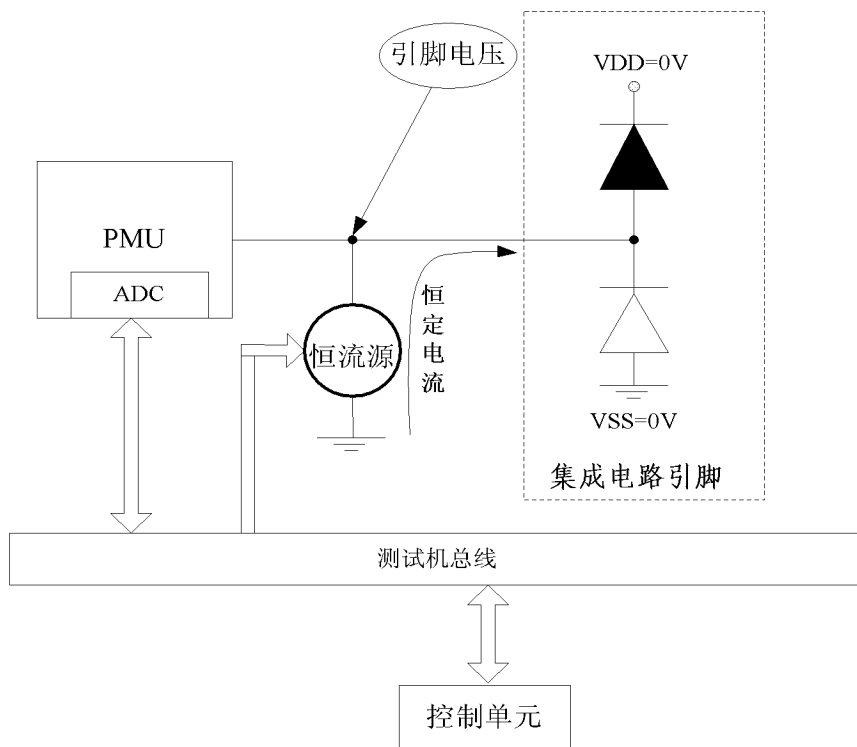 引脚电压
VDD=0V
PMU
ADC
恒流源
恒定电流
VSS=0V
集成电路引脚
测试机总线
控制单元